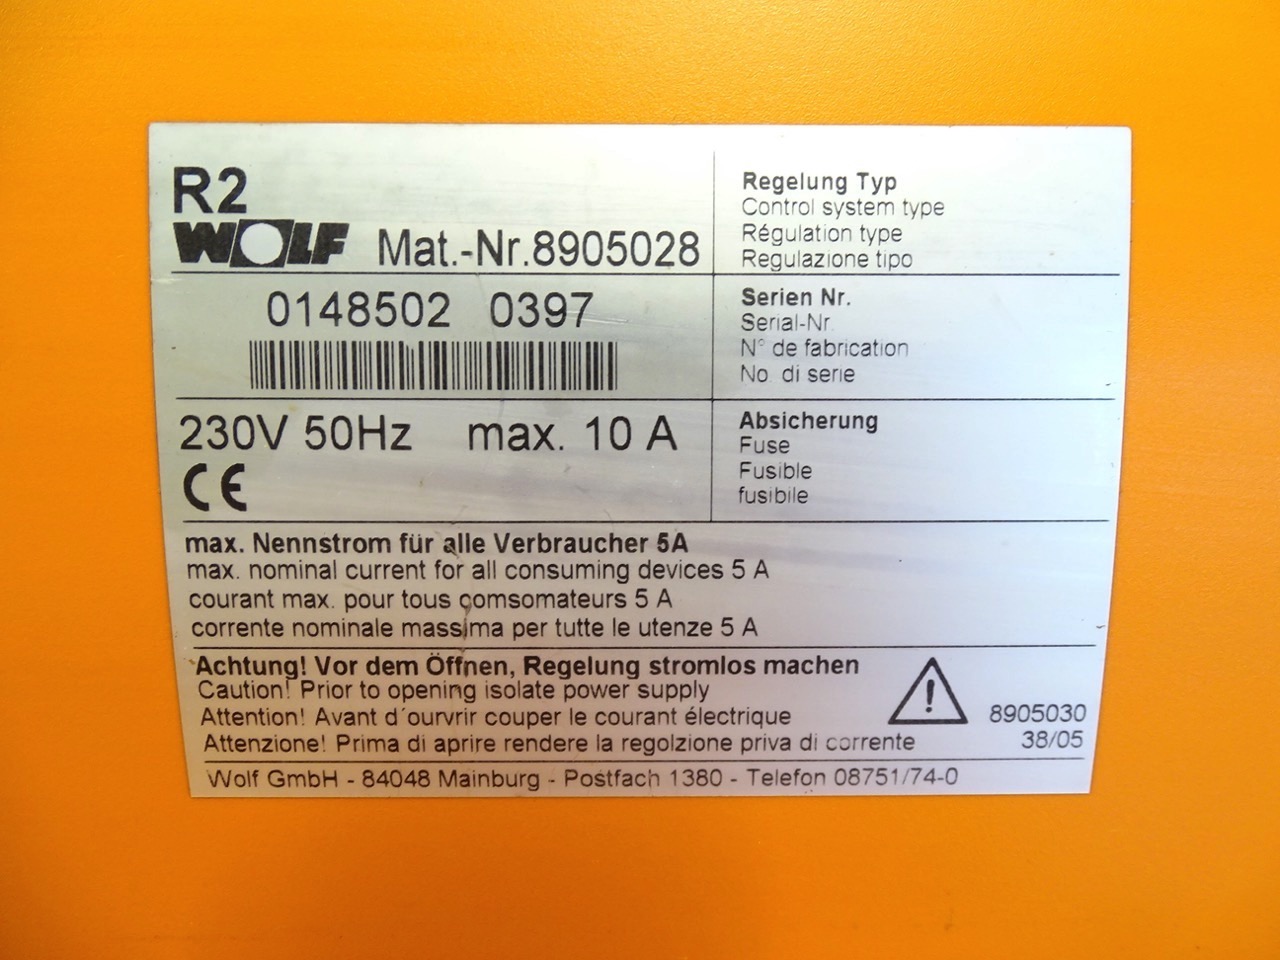 R2
WOLF Mat.-Nr.8905028
Regelung Typ
Control system type
Régulation type
Regulazione tipo
0148502 0397
Serien Nr.
Serial-Nr.
N° de fabrication
No. di serie
230V 50Hz max. 10 A
CE
Absicherung
Fuse
Fusible
fusibile
max. Nennstrom für alle Verbraucher 5A
max. nominal current for all consuming devices 5 A
courant max. pour tous comsomateurs 5 A
corrente nominale massima per tutte le utenze 5 A
Achtung! Vor dem Öffnen, Regelung stromlos machen
Caution! Prior to opening isolate power supply
Attention! Avant d´ourvrir couper le courant électrique
Attenzione! Prima di aprire rendere la regolzione priva di corrente
!
8905030
38/05
Wolf GmbH - 84048 Mainburg - Postfach 1380 - Telefon 08751/74-0